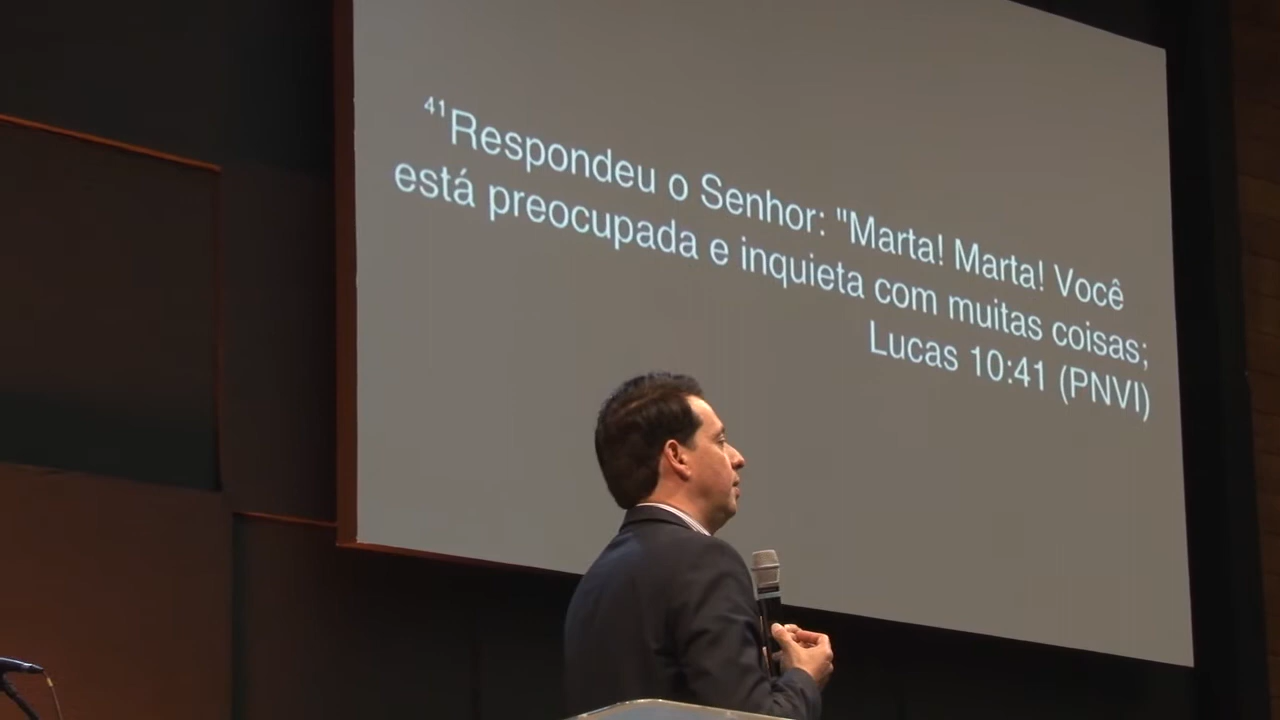 ⁴¹Respondeu o Senhor: "Marta! Marta! Você
está preocupada e inquieta com muitas coisas;
Lucas 10:41 (PNVI)